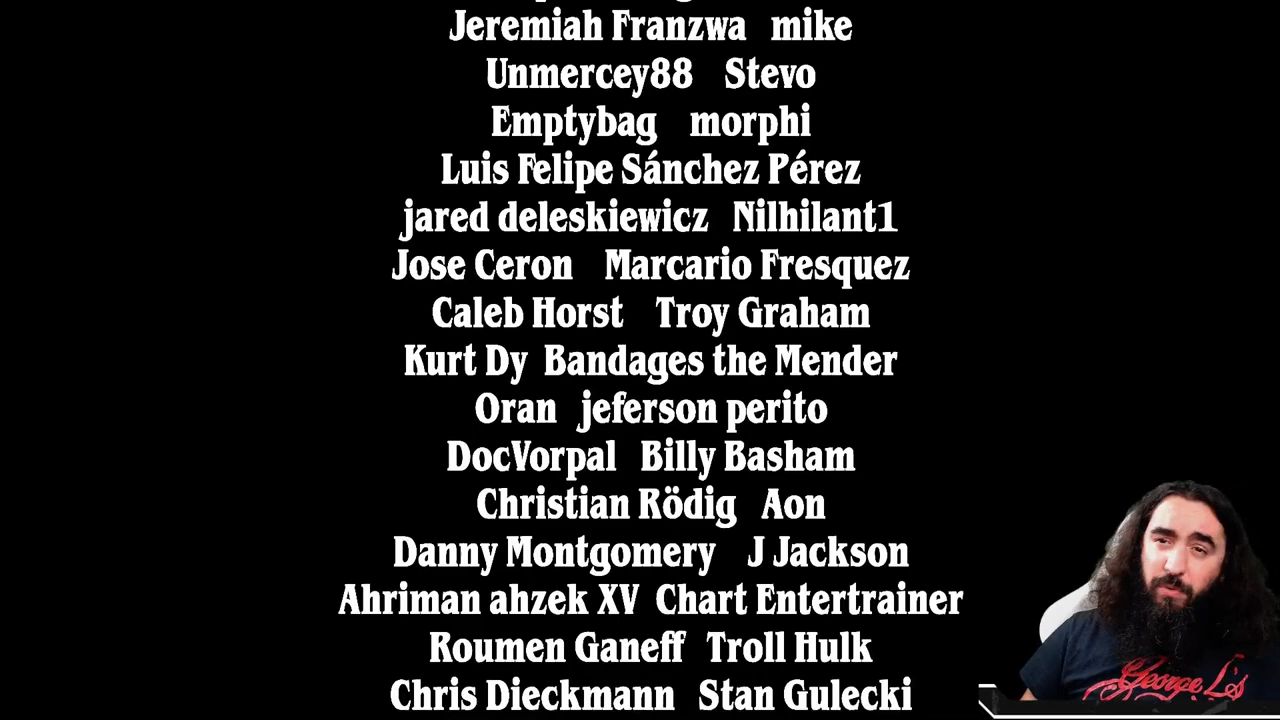 Jeremiah Franzwa mike
Unmercey88 Stevo
Emptybag morphi
Luis Felipe Sánchez Pérez
jared deleskiewicz Nilhilant1
Jose Ceron Marcario Fresquez
Caleb Horst Troy Graham
Kurt Dy Bandages the Mender
Oran jeferson perito
DocVorpal Billy Basham
Christian Rödig Aon
Danny Montgomery J Jackson
Ahriman ahzek XV Chart Entertrainer
Roumen Ganeff Troll Hulk
Chris Dieckmann Stan Gulecki
George L's